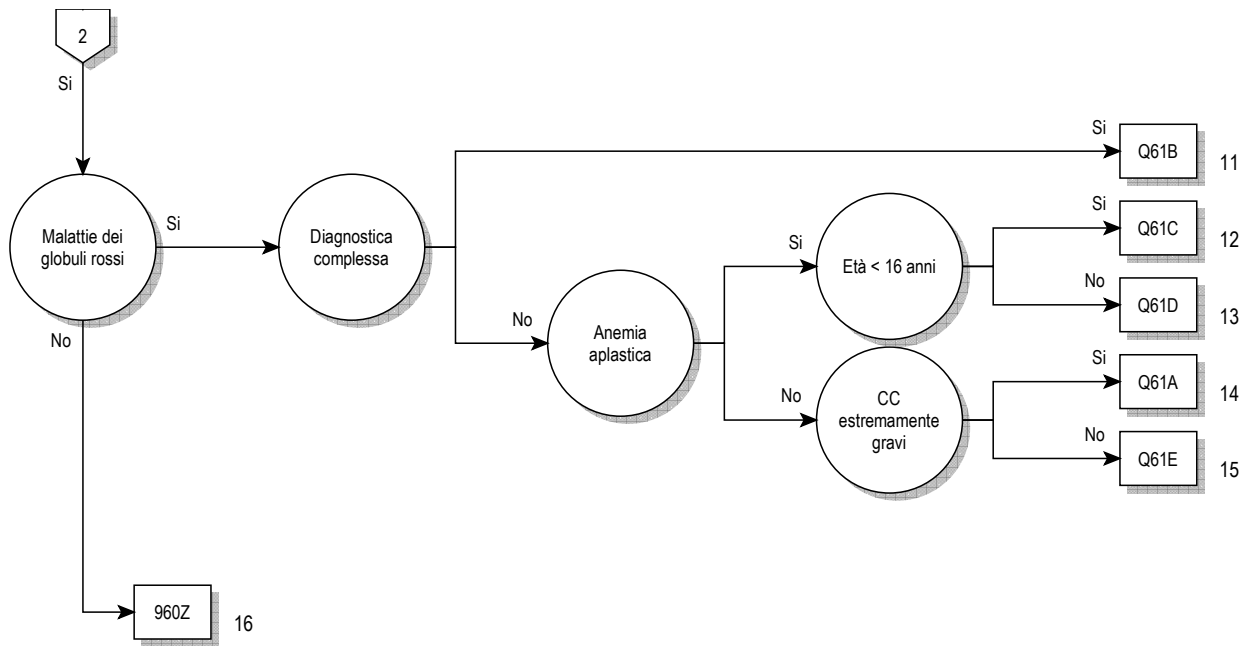 2
Si
Si
Q61B
11
Malattie dei
globuli rossi
Si
Diagnostica
complessa
Si
Età < 16 anni
Si
Q61C
12
No
Q61D
13
No
No
Anemia
aplastica
No
CC
estremamente
gravi
Si
Q61A
14
No
Q61E
15
960Z
16